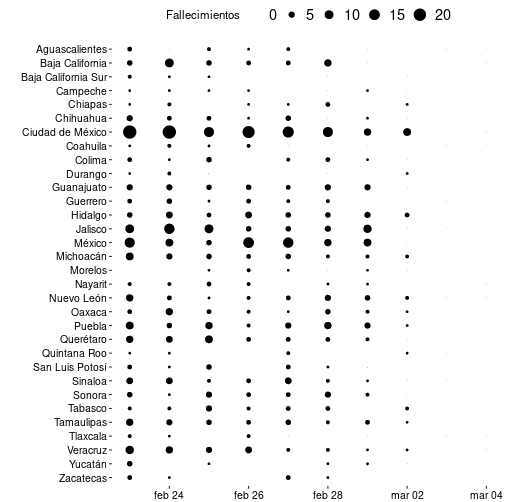 Fallecimientos 0 5 10 15 20
Aguascalientes
Baja California
Baja California Sur
Campeche
Chiapas
Chihuahua
Ciudad de México
Coahuila
Colima
Durango
Guanajuato
Guerrero
Hidalgo
Jalisco
México
Michoacán
Morelos
Nayarit
Nuevo León
Oaxaca
Puebla
Querétaro
Quintana Roo
San Luis Potosí
Sinaloa
Sonora
Tabasco
Tamaulipas
Tlaxcala
Veracruz
Yucatán
Zacatecas
feb 24 feb 26 feb 28 mar 02 mar 04